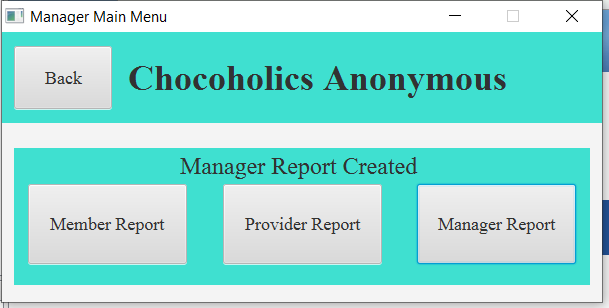 Manager Main Menu
Back
Chocoholics Anonymous
Manager Report Created
Member Report
Provider Report
Manager Report